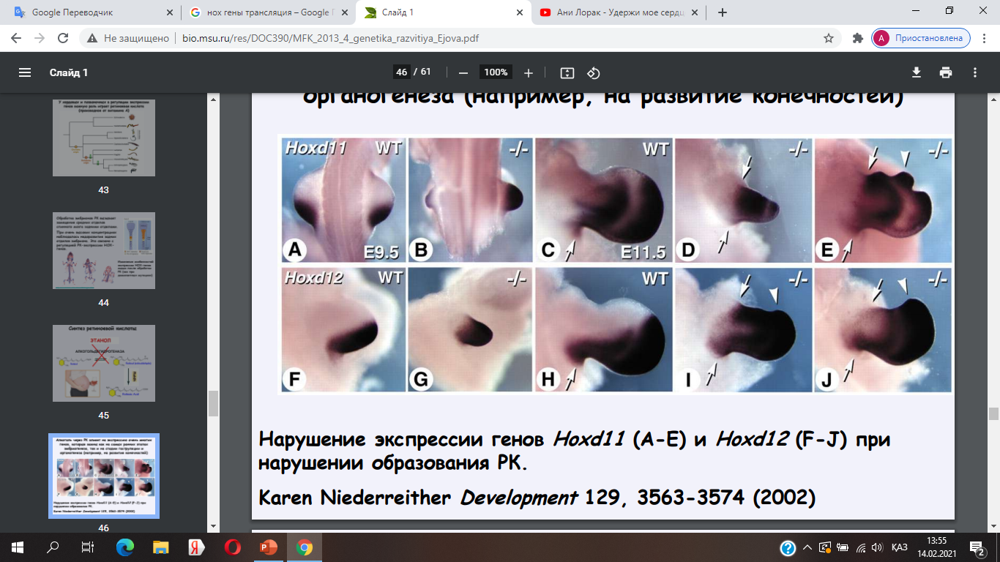 Google Переводчик
нох гены трансляция – Google П
Слайд 1
Ани Лорак - Удержи мое сердц
Не защищено
bio.msu.ru/res/DOC390/MFK_2013_4_genetika_razvitiya_Ejova.pdf
A
Приостановлена
Слайд 1
46 / 61
100%
43
44
Синтез ретиноевой кислоты
ЭТАНОЛ
45
46
органогенеза (например, на развитие конечностей)
Hoxd11 WT
-/-
WT
-/-
-/-
A E9.5
B
C E11.5
D
E
Hoxd12 WT
-/-
WT
-/-
-/-
F
G
H
I
J
Нарушение экспрессии генов Hoxd11 (A-E) и Hoxd12 (F-J) при
нарушении образования РК.
Karen Niederreither Development 129, 3563-3574 (2002)
ҚАЗ
13:55
14.02.2021
2